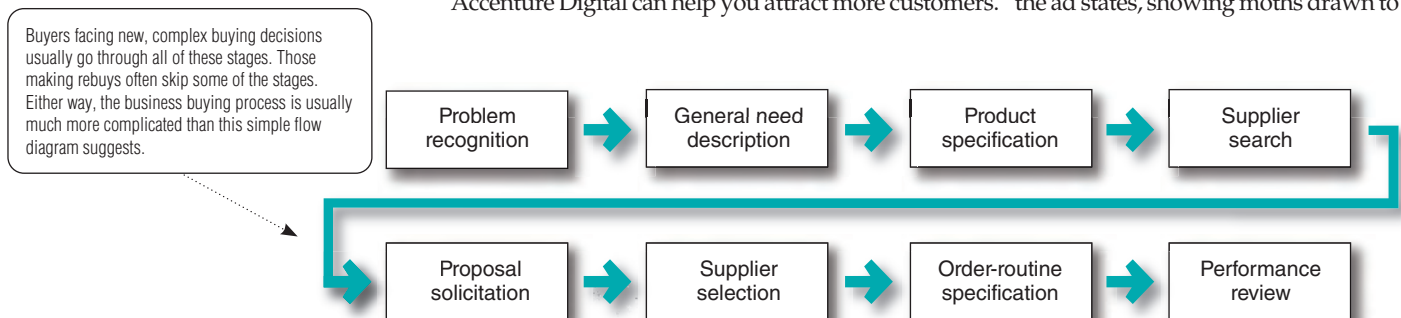 Accenture Digital can help you attract more customers.” the ad states, showing moths drawn to
Buyers facing new, complex buying decisions
usually go through all of these stages. Those
making rebuys often skip some of the stages.
Either way, the business buying process is usually
much more complicated than this simple flow
diagram suggests.
Problem
recognition
General need
description
Product
specification
Supplier
search
Proposal
solicitation
Supplier
selection
Order-routine
specification
Performance
review